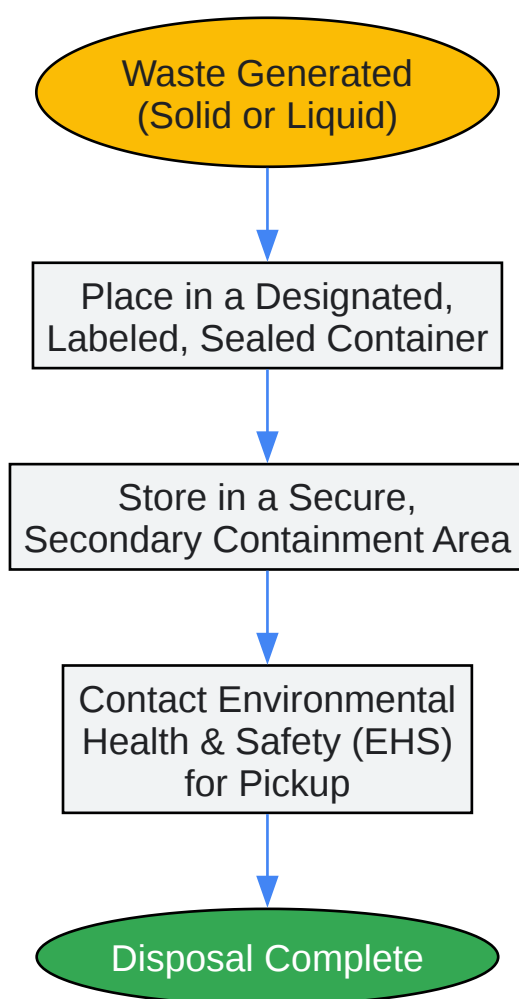 Waste Generated
(Solid or Liquid)
Place in a Designated,
Labeled, Sealed Container
Store in a Secure,
Secondary Containment Area
Contact Environmental
Health & Safety (EHS)
for Pickup
Disposal Complete